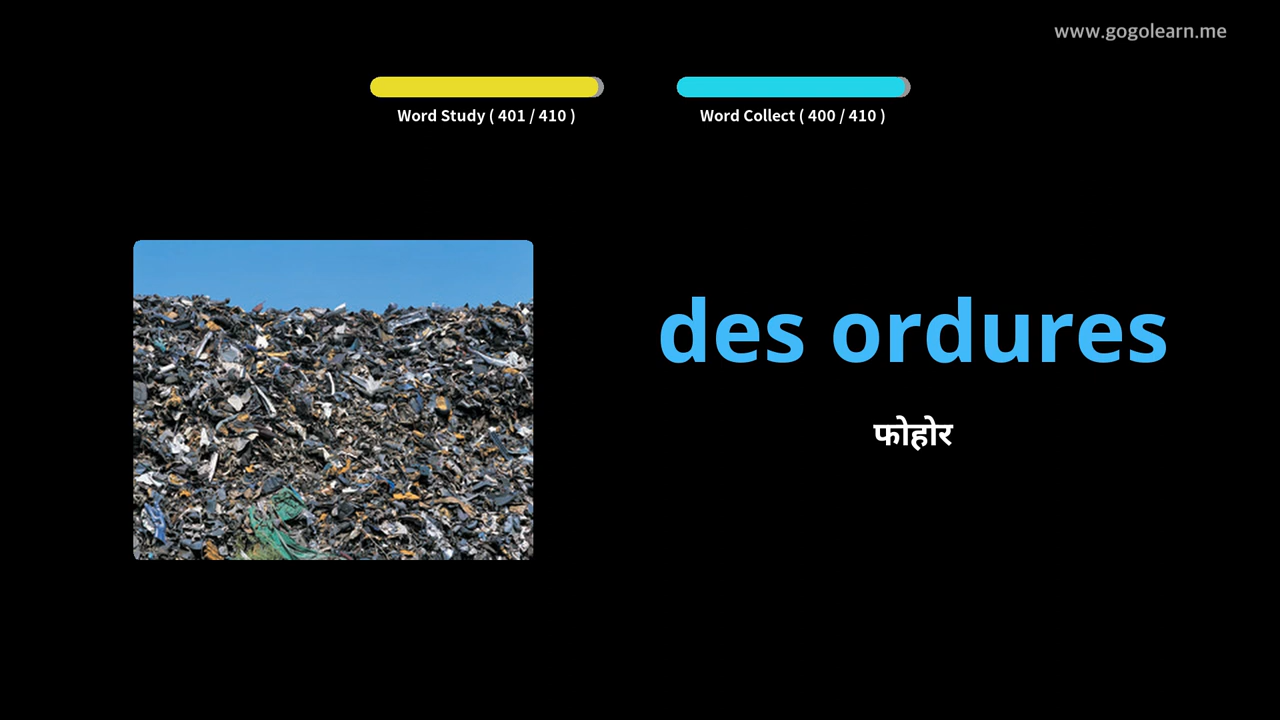 www.gogolearn.me
Word Study ( 401 / 410 )
Word Collect ( 400 / 410 )
des ordures
फोहोर